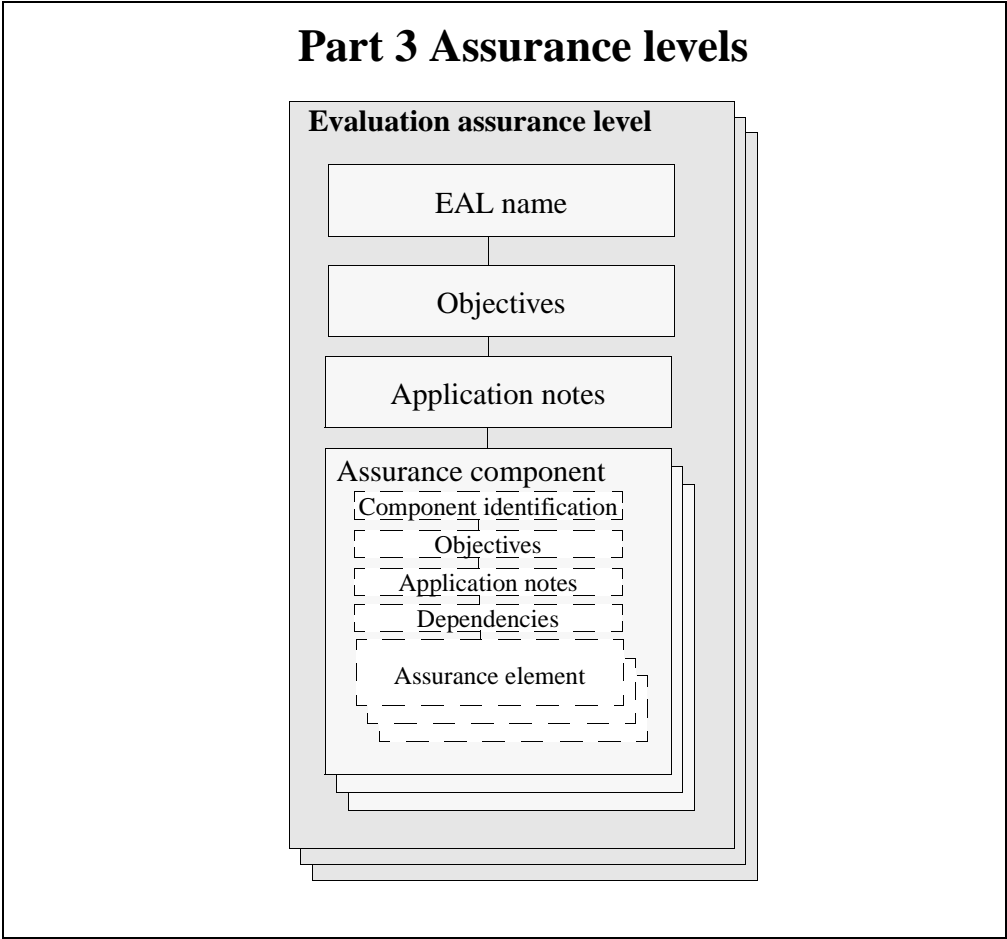 Part 3 Assurance levels
Evaluation assurance level
EAL name
Objectives
Application notes
Assurance component
Component identification
Objectives
Application notes
Dependencies
Assurance element